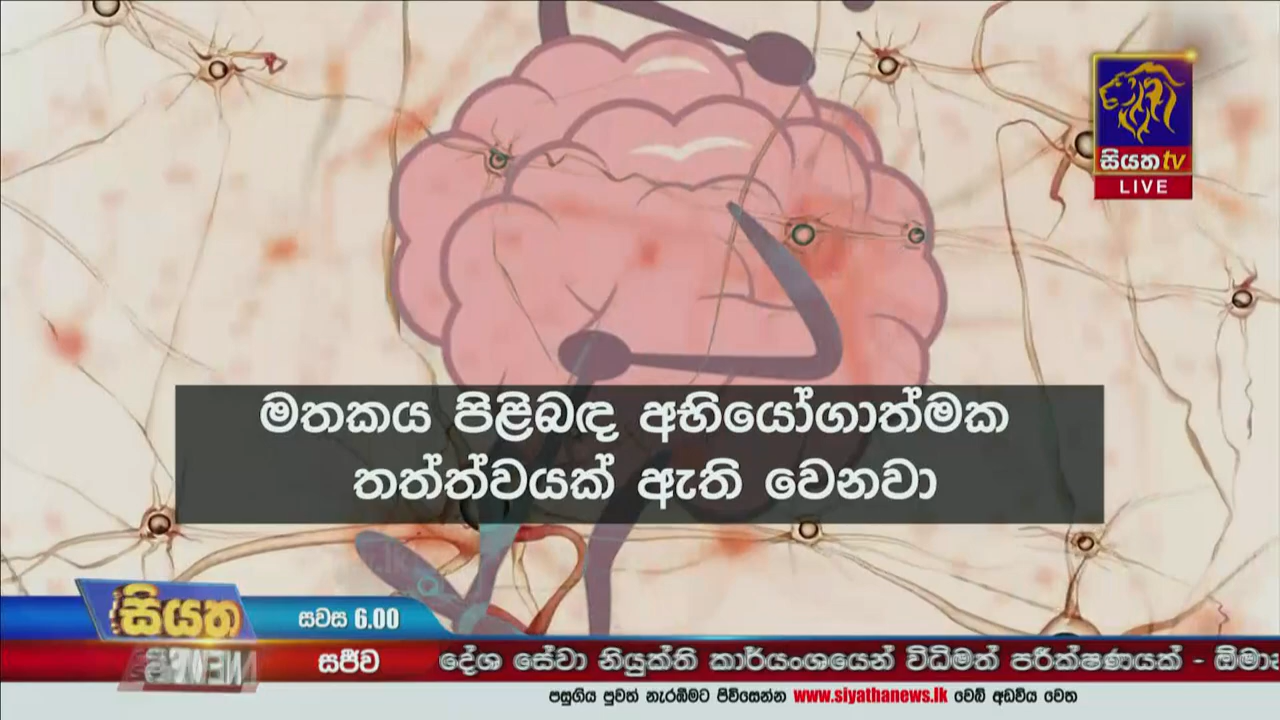 සියත tv
LIVE
මතකය පිළිබඳ අභියෝගාත්මක
තත්ත්වයක් ඇති වෙනවා
සියත
සවස 6.00
සජීව
දේශ සේවා නියුක්ති කාර්යංශයෙන් විධිමත් පරීක්ෂණයක් - ඕමාන
පසුගිය පුවත් නැරඹීමට පිවිසෙන්න www.siyathanews.lk වෙබ් අඩවිය වෙත